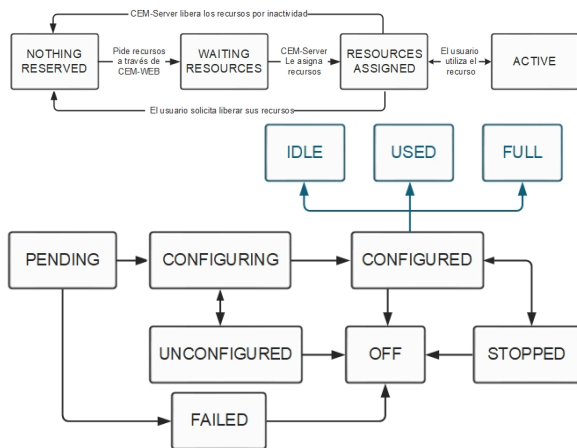 CEM-Server libera los recursos por inactividad
NOTHING
RESERVED
Pide recursos
a través de
CEM-WEB
WAITING
RESOURCES
CEM-Server
Le asigna
recursos
RESOURCES
ASSIGNED
El usuario
utiliza el
recurso
ACTIVE
El usuario solicita liberar sus recursos
IDLE
USED
FULL
PENDING
CONFIGURING
CONFIGURED
UNCONFIGURED
OFF
STOPPED
FAILED